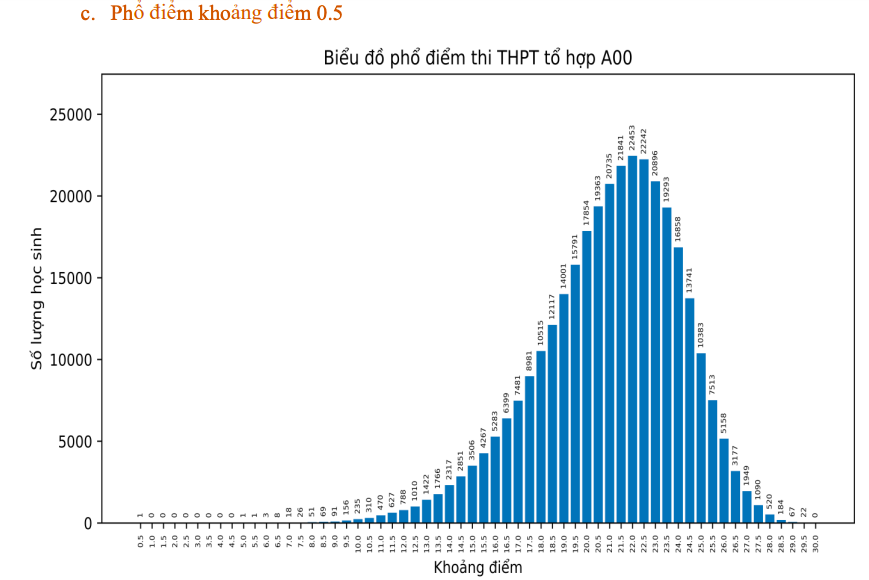 c. Phổ điểm khoảng điểm 0.5
Biểu đồ phổ điểm thi THPT tổ hợp A00
Số lượng học sinh
25000
20000
15000
10000
5000
0
1 0 0 0 0 0 0 0 0 1 1 3 8 18 26 51 69 91 156 235 310 470 627 788 1010 1422 1766 2317 2851 3506 4267 5283 6399 7481 8981 10515 12117 14001 15791 17854 19363 20735 21841 22453 22242 20896 19293 16858 13741 10383 7513 5158 3177 1949 1090 520 184 67 22 0
0.5 1.0 1.5 2.0 2.5 3.0 3.5 4.0 4.5 5.0 5.5 6.0 6.5 7.0 7.5 8.0 8.5 9.0 9.5 10.0 10.5 11.0 11.5 12.0 12.5 13.0 13.5 14.0 14.5 15.0 15.5 16.0 16.5 17.0 17.5 18.0 18.5 19.0 19.5 20.0 20.5 21.0 21.5 22.0 22.5 23.0 23.5 24.0 24.5 25.0 25.5 26.0 26.5 27.0 27.5 28.0 28.5 29.0 29.5 30.0
Khoảng điểm